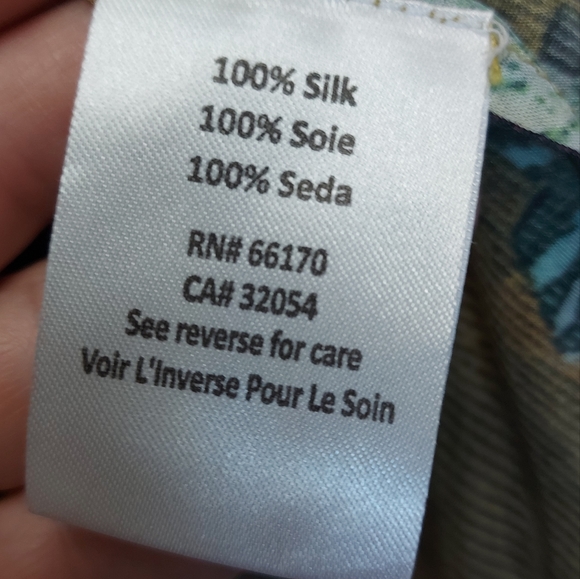 100% Silk
100% Soie
100% Seda
RN# 66170
CA# 32054
See reverse for care
Voir L'Inverse Pour Le Soin